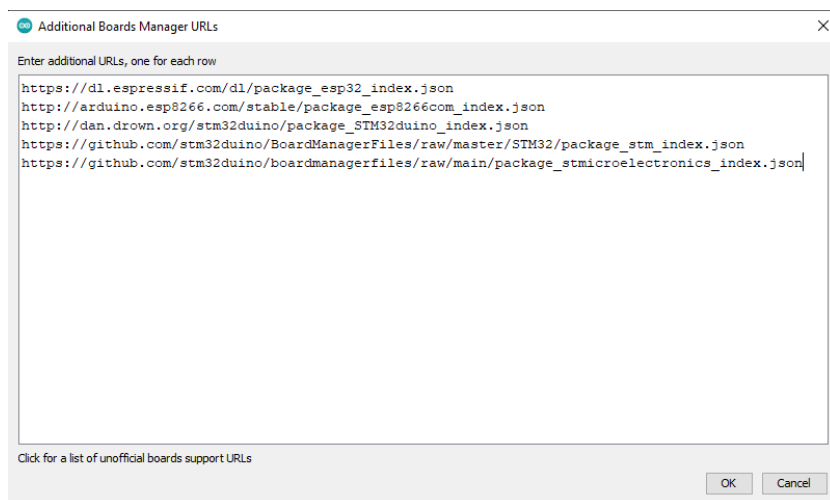 Additional Boards Manager URLs
Enter additional URLs, one for each row
https://dl.espressif.com/dl/package_esp32_index.json
http://arduino.esp8266.com/stable/package_esp8266com_index.json
http://dan.drown.org/stm32duino/package_STM32duino_index.json
https://github.com/stm32duino/BoardManagerFiles/raw/master/STM32/package_stm_index.json
https://github.com/stm32duino/boardmanagerfiles/raw/main/package_stmicroelectronics_index.json
Click for a list of unofficial boards support URLs
OK Cancel